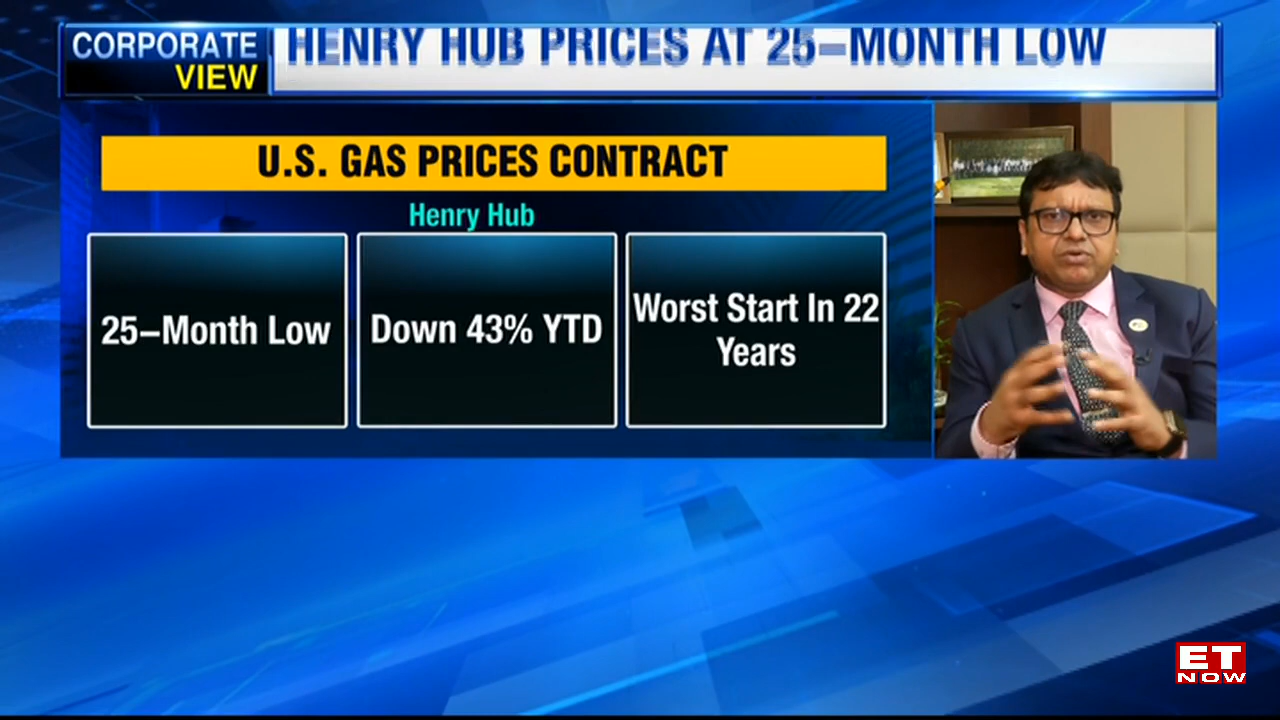 CORPORATE
VIEW
HENRY HUB PRICES AT 25–MONTH LOW
U.S. GAS PRICES CONTRACT
Henry Hub
25–Month Low
Down 43% YTD
Worst Start In 22
Years
ET
NOW